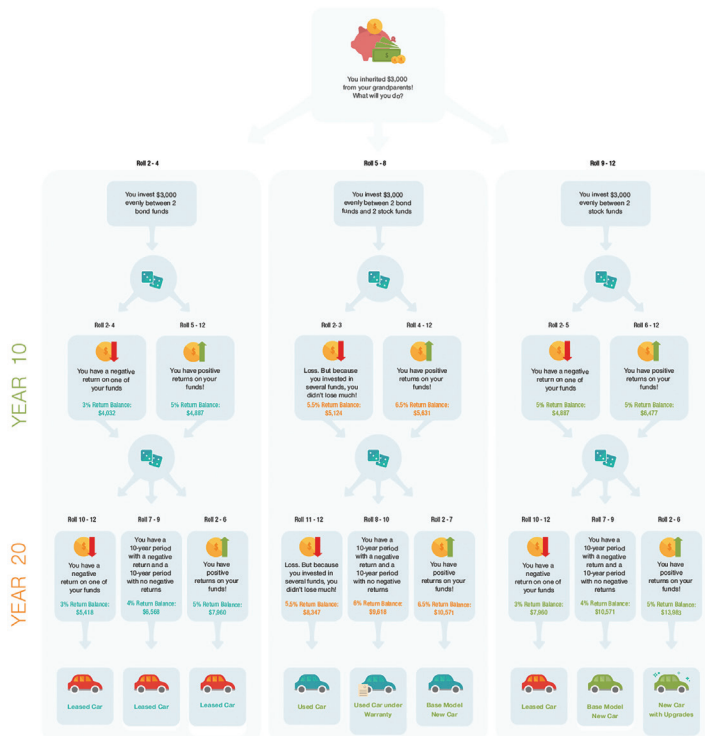 You inherited $3,000
from your grandparents!
What will you do?
Roll 2 - 4
Roll 5 - 8
Roll 9 - 12
You invest $3,000
evenly between 2
bond funds
You invest $3,000
evenly between 2 bond
funds and 2 stock funds
You invest $3,000
evenly between 2
stock funds
YEAR 10
Roll 2- 4
Roll 5 - 12
Roll 2 - 3
Roll 4 - 12
Roll 2- 5
Roll 6 - 12
You have a negative
return on one of
your funds
3% Return Balance:
$4,032
You have positive
returns on your
funds!
5% Return Balance:
$4,887
Loss. But because
you invested in
several funds, you
didn't lose much!
5.5% Return Balance:
$5,124
You have positive
returns on your
funds!
6.5% Return Balance:
$5,631
You have a negative
return on one of
your funds
5% Return Balance:
$4,887
You have positive
returns on your
funds!
5% Return Balance:
$6,477
YEAR 20
Roll 10 - 12
Roll 7 - 9
Roll 2 - 6
Roll 11 - 12
Roll 8 - 10
Roll 2 - 7
Roll 10 - 12
Roll 7 - 9
Roll 2 - 6
You have a
negative
return on one of
your funds
3% Return Balance:
$5,418
You have a
10-year period
with a negative
return and a
10-year period
with no negative
returns
4% Return Balance:
$6,568
You have
positive
returns on your
funds!
5% Return Balance:
$7,960
Loss. But because
you invested in
several funds, you
didn't lose much!
5.5% Return Balance:
$8,347
You have a
10-year period
with a negative
return and a
10-year period
with no negative
returns
6% Return Balance:
You have
positive
returns on your
funds!
6.5% Return Balance:
$10,571
You have a
negative
return on one of
your funds
3% Return Balance:
$7,960
You have a
10-year period
with a negative
return and a
10-year period
with no negative
returns
4% Return Balance:
$10,571
You have
positive
returns on your
funds!
5% Return Balance:
Leased Car
Leased Car
Leased Car
Used Car
Used Car under
Warranty
Base Model
New Car
Leased Car
Base Model
New Car
New Car
with Upgrades